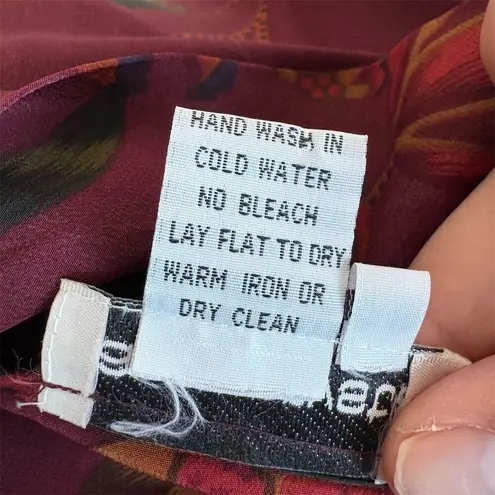 HAND WASH IN
COLD WATER
NO BLEACH
LAY FLAT TO DRY
WARM IRON OR
DRY CLEAN